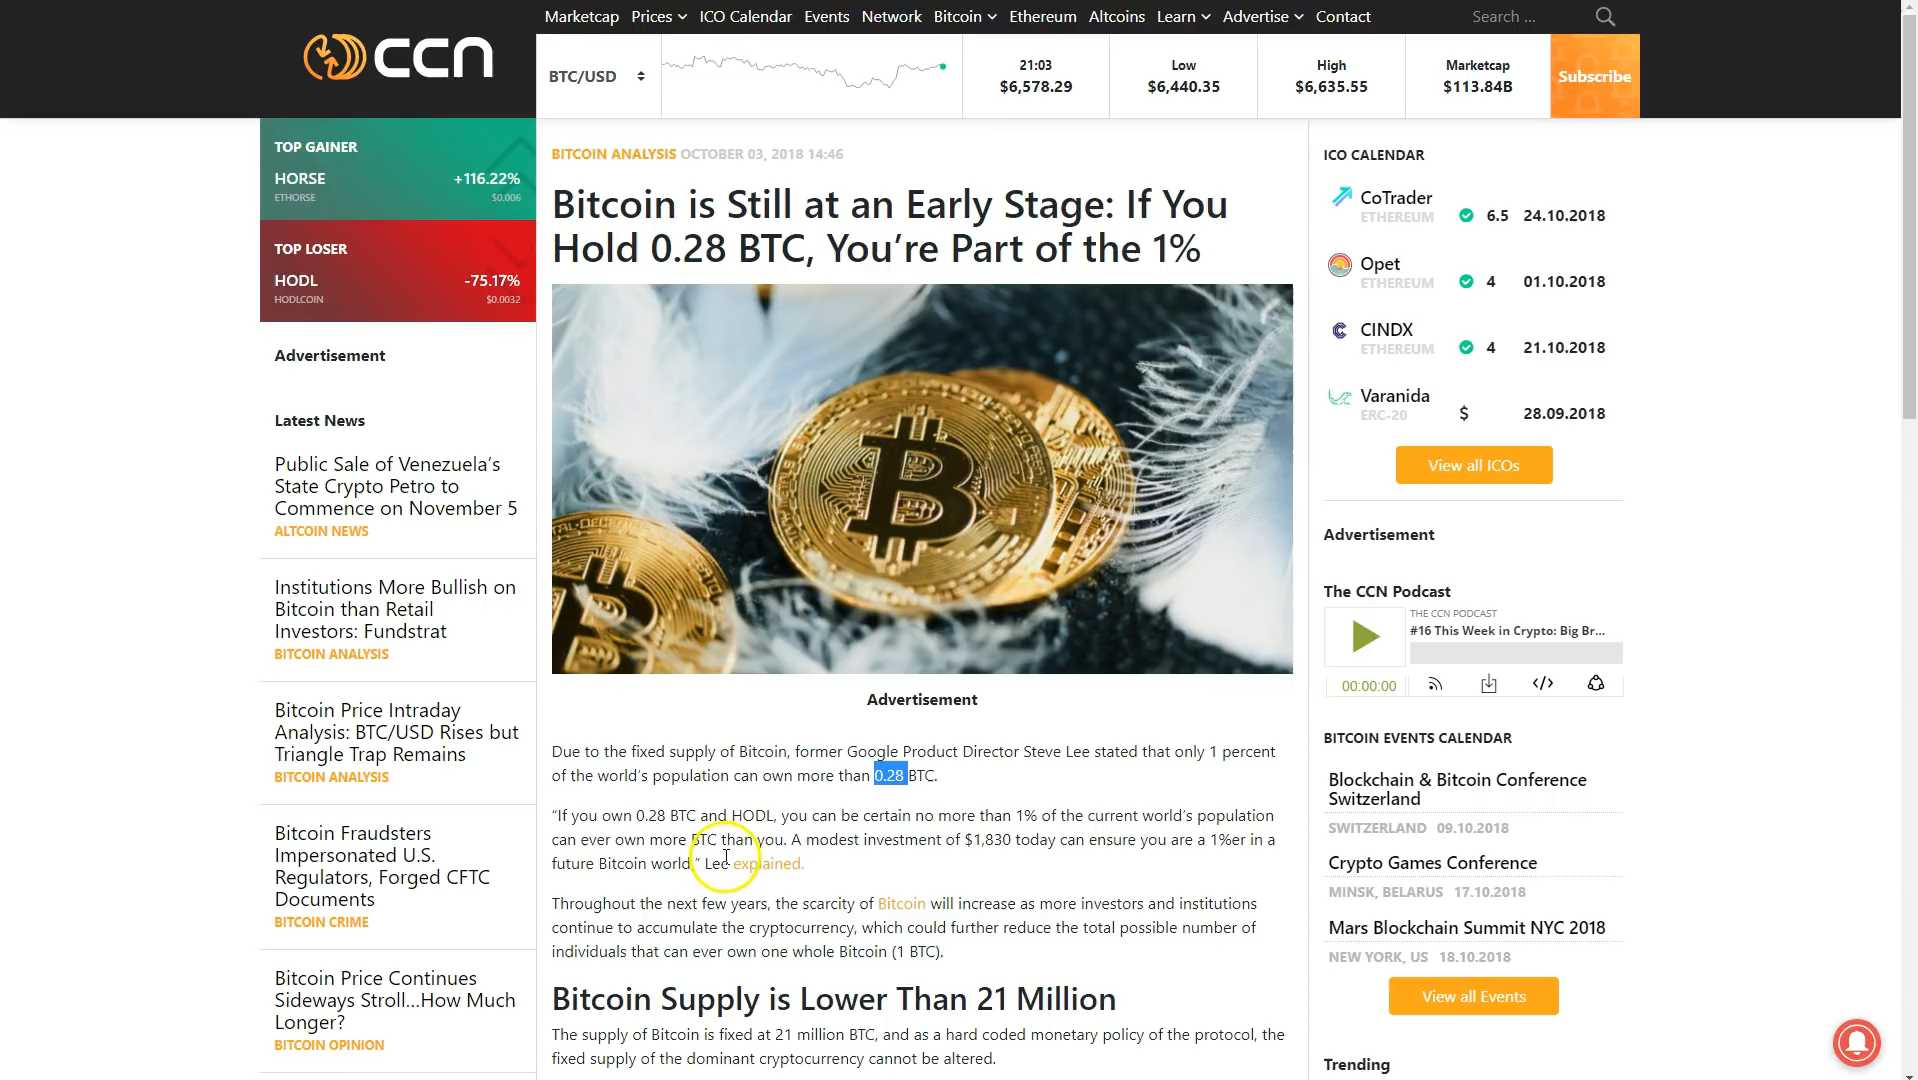 Marketcap Prices ICO Calendar Events Network Bitcoin Ethereum Altcoins Learn Advertise Contact Search ...
CCN
BTC/USD
21:03
$6,578.29
Low
$6,440.35
High
$6,635.55
Marketcap
$113.84B
Subscribe
TOP GAINER
HORSE +116.22%
ETHORSE $0.006
TOP LOSER
HODL -75.17%
HODLCOIN $0.0032
Advertisement
Latest News
Public Sale of Venezuela’s
State Crypto Petro to
Commence on November 5
ALTCOIN NEWS
Institutions More Bullish on
Bitcoin than Retail
Investors: Fundstrat
BITCOIN ANALYSIS
Bitcoin Price Intraday
Analysis: BTC/USD Rises but
Triangle Trap Remains
BITCOIN ANALYSIS
Bitcoin Fraudsters
Impersonated U.S.
Regulators, Forged CFTC
Documents
BITCOIN CRIME
Bitcoin Price Continues
Sideways Stroll…How Much
Longer?
BITCOIN OPINION
BITCOIN ANALYSIS OCTOBER 03, 2018 14:46
Bitcoin is Still at an Early Stage: If You
Hold 0.28 BTC, You’re Part of the 1%
Advertisement
Due to the fixed supply of Bitcoin, former Google Product Director Steve Lee stated that only 1 percent
of the world’s population can own more than 0.28 BTC.
“If you own 0.28 BTC and HODL, you can be certain no more than 1% of the current world’s population
can ever own more BTC than you. A modest investment of $1,830 today can ensure you are a 1%er in a
future Bitcoin world.” Lee explained.
Throughout the next few years, the scarcity of Bitcoin will increase as more investors and institutions
continue to accumulate the cryptocurrency, which could further reduce the total possible number of
individuals that can ever own one whole Bitcoin (1 BTC).
Bitcoin Supply is Lower Than 21 Million
The supply of Bitcoin is fixed at 21 million BTC, and as a hard coded monetary policy of the protocol, the
fixed supply of the dominant cryptocurrency cannot be altered.
ICO CALENDAR
CoTrader
ETHEREUM 6.5 24.10.2018
Opet
ETHEREUM 4 01.10.2018
CINDX
ETHEREUM 4 21.10.2018
Varanida
ERC-20 $ 28.09.2018
View all ICOs
Advertisement
The CCN Podcast
THE CCN PODCAST
#16 This Week in Crypto: Big Br...
00:00:00
BITCOIN EVENTS CALENDAR
Blockchain & Bitcoin Conference
Switzerland
SWITZERLAND 09.10.2018
Crypto Games Conference
MINSK, BELARUS 17.10.2018
Mars Blockchain Summit NYC 2018
NEW YORK, US 18.10.2018
View all Events
Trending